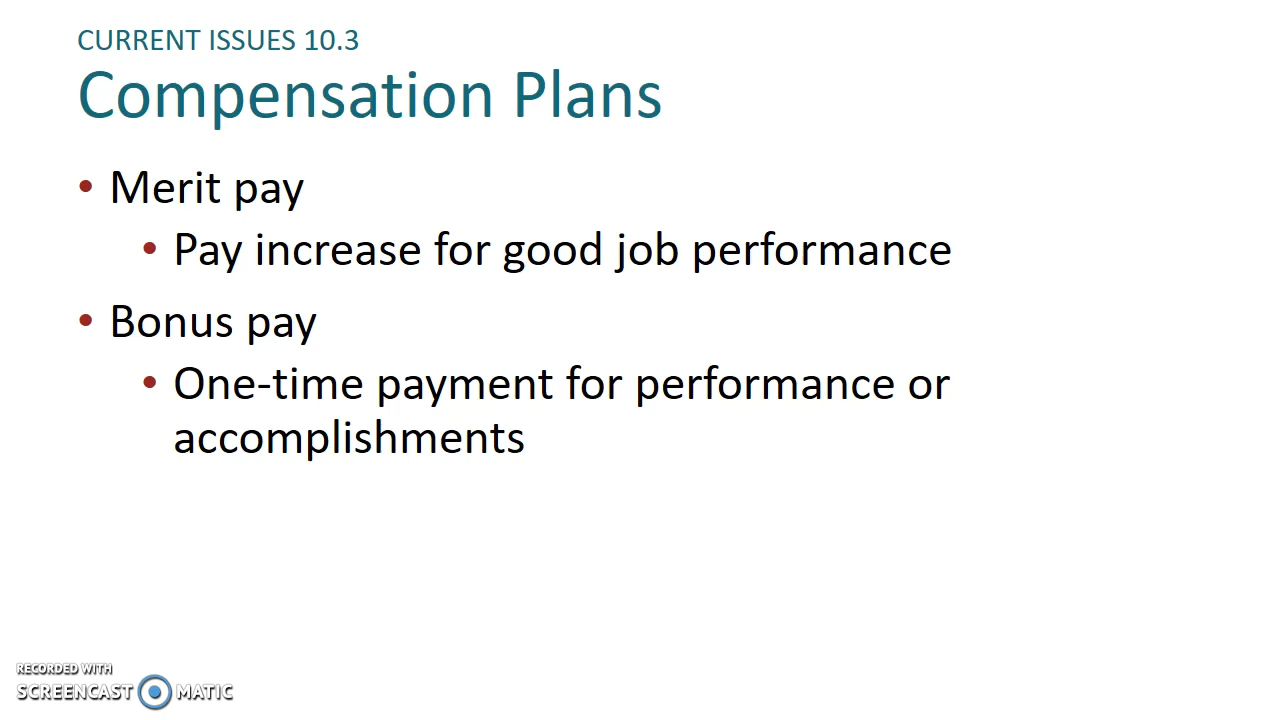 CURRENT ISSUES 10.3
Compensation Plans
• Merit pay
• Pay increase for good job performance
• Bonus pay
• One-time payment for performance or
accomplishments
RECORDED WITH
SCREENCAST MATIC